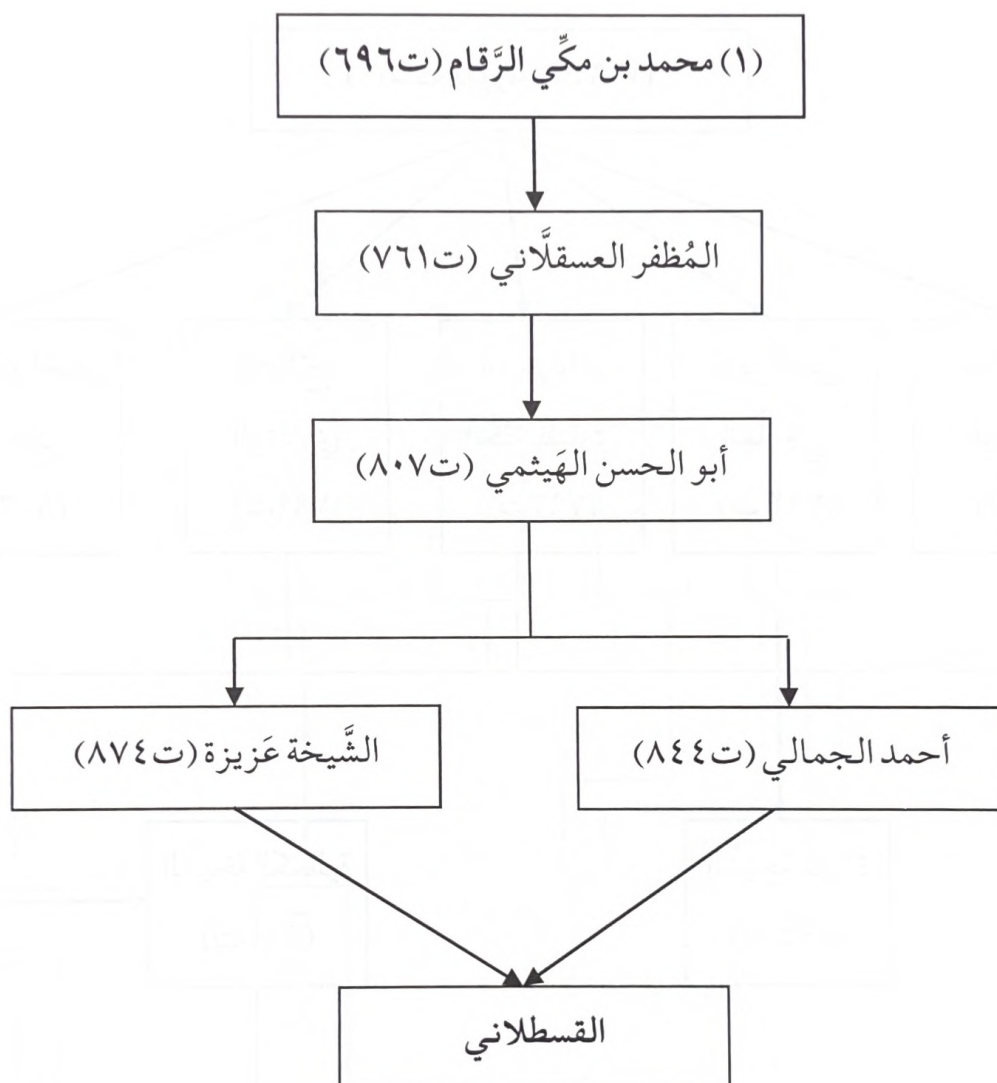 (١) محمد بن مكِّي الرَّقام (ت٦٩٦)
المُظفر العسقلَّاني (ت٧٦١)
أبو الحسن الهَيثمي (ت٨٠٧)
أحمد الجمالي (ت٨٤٤)
الشَّيخة عَزيزة (ت٨٧٤)
القسطلاني